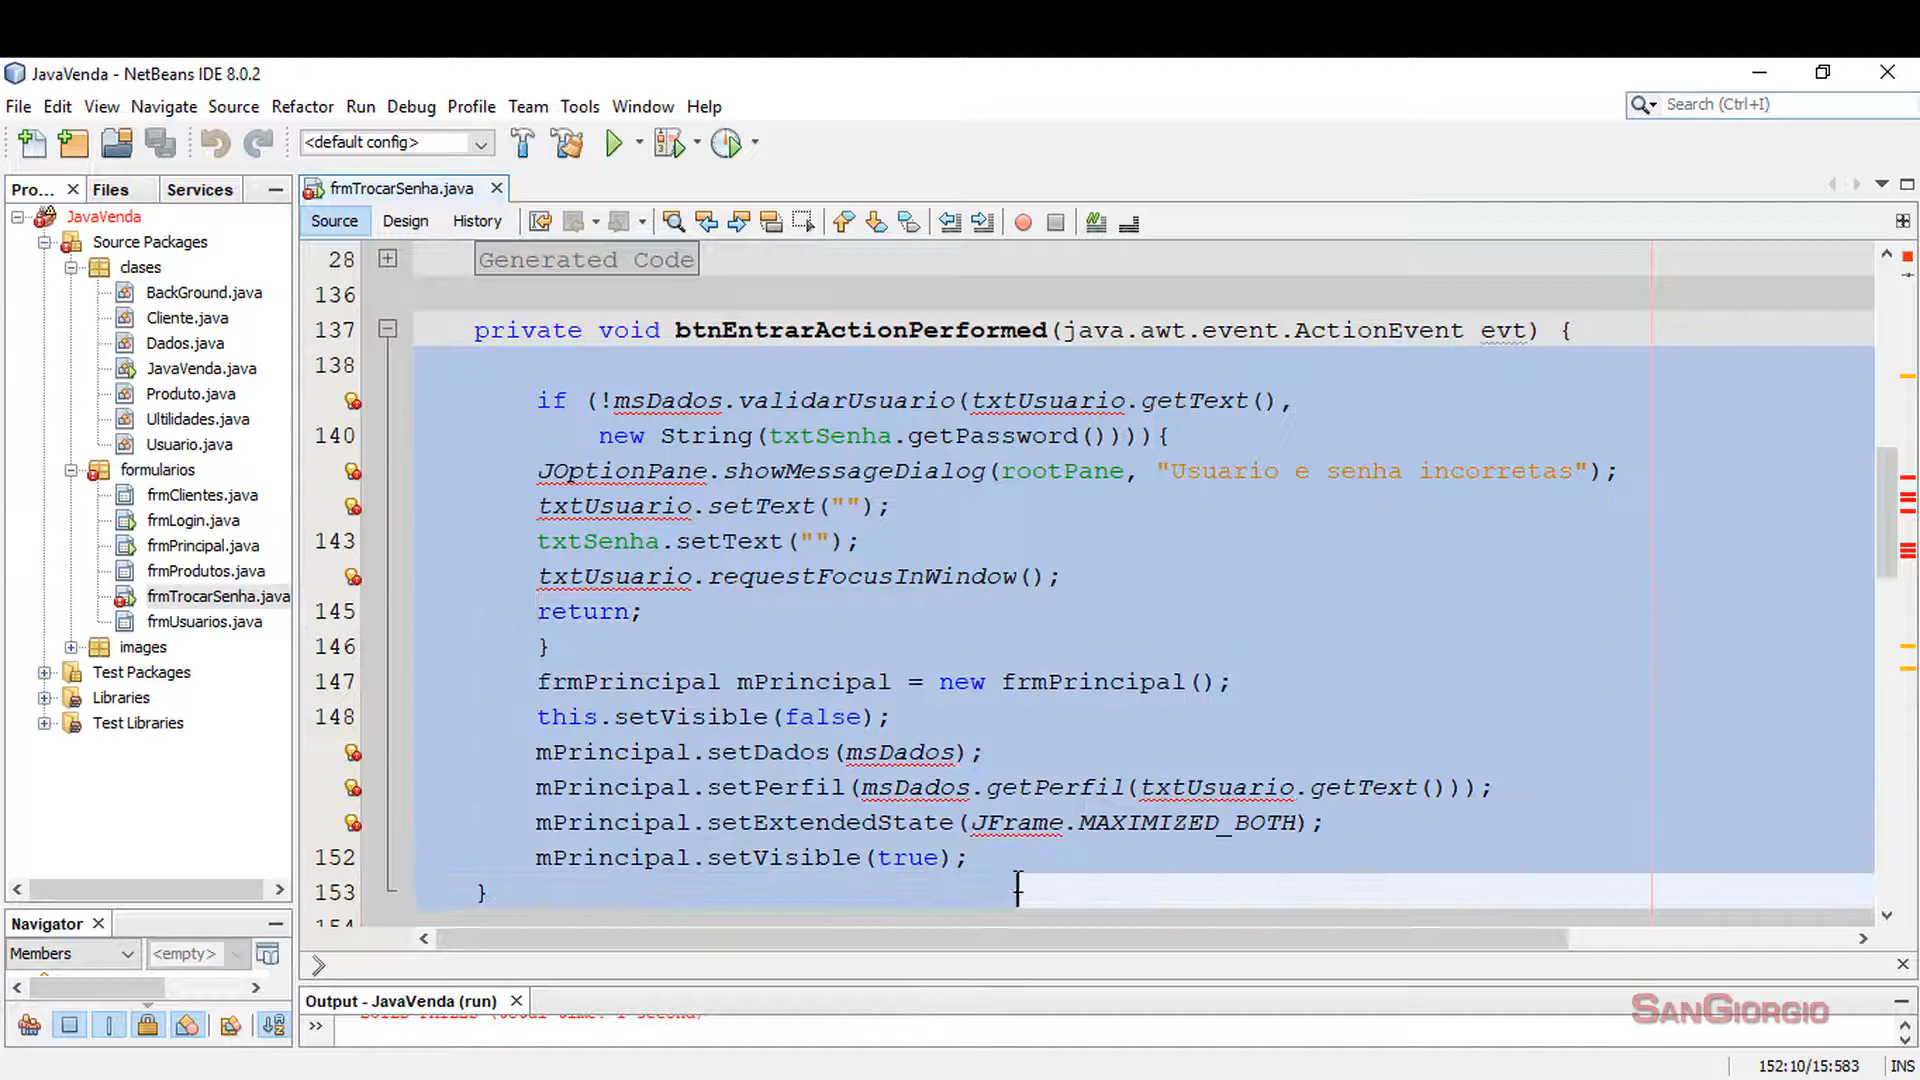 JavaVenda - NetBeans IDE 8.0.2
File Edit View Navigate Source Refactor Run Debug Profile Team Tools Window Help
Search (Ctrl+I)
<default config>
Pro... Files Services
frmTrocarSenha.java
Source Design History
JavaVenda
Source Packages
clases
BackGround.java
Cliente.java
Dados.java
JavaVenda.java
Produto.java
Ultilidades.java
Usuario.java
formularios
frmClientes.java
frmLogin.java
frmPrincipal.java
frmProdutos.java
frmTrocarSenha.java
frmUsuarios.java
images
Test Packages
Libraries
Test Libraries
28 Generated Code
136
137 private void btnEntrarActionPerformed(java.awt.event.ActionEvent evt) {
138
if (!msDados.validarUsuario(txtUsuario.getText(),
140 new String(txtSenha.getPassword()))){
JOptionPane.showMessageDialog(rootPane, "Usuario e senha incorretas");
txtUsuario.setText("");
143 txtSenha.setText("");
txtUsuario.requestFocusInWindow();
145 return;
146 }
147 frmPrincipal mPrincipal = new frmPrincipal();
148 this.setVisible(false);
mPrincipal.setDados(msDados);
mPrincipal.setPerfil(msDados.getPerfil(txtUsuario.getText()));
mPrincipal.setExtendedState(JFrame.MAXIMIZED_BOTH);
152 mPrincipal.setVisible(true);
153 }
Navigator
Members <empty>
Output - JavaVenda (run)
SANGIORGIO
152:10/15:583 INS